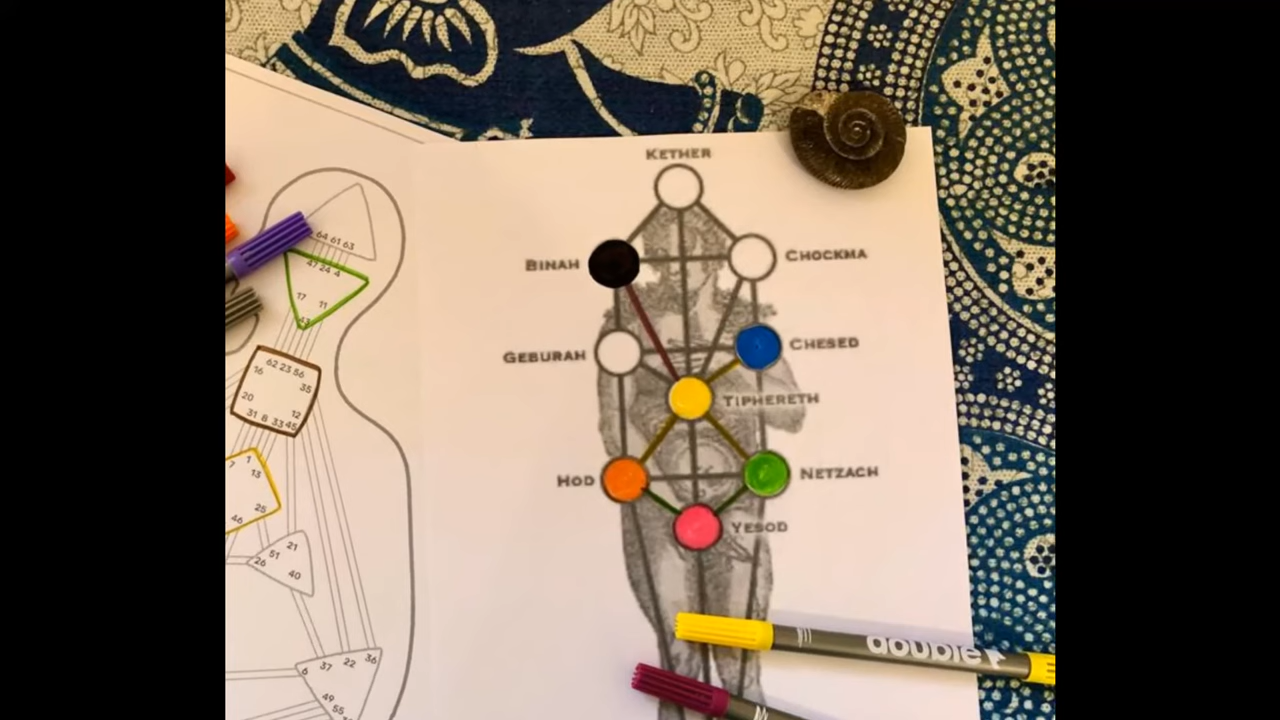 64 61 63
47 24 4
17 11
43
62 23 56
16
35
20
12
31 8 33 45
7 1
13
25
46
21
51
26
40
6 37 22 36
49
55
KETHER
BINAH
CHOCKMA
GEBURAH
CHESED
TIPHERETH
HOD
NETZACH
YESOD
double